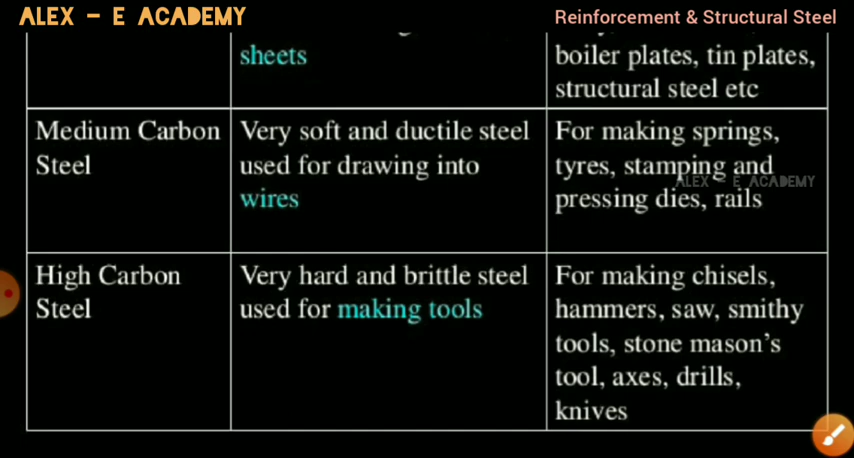 ALEX - E ACADEMY
Reinforcement & Structural Steel
sheets
boiler plates, tin plates,
structural steel etc
Medium Carbon
Steel
Very soft and ductile steel
used for drawing into
wires
For making springs,
tyres, stamping and
pressing dies, rails
ALEX - E ACADEMY
High Carbon
Steel
Very hard and brittle steel
used for making tools
For making chisels,
hammers, saw, smithy
tools, stone mason's
tool, axes, drills,
knives